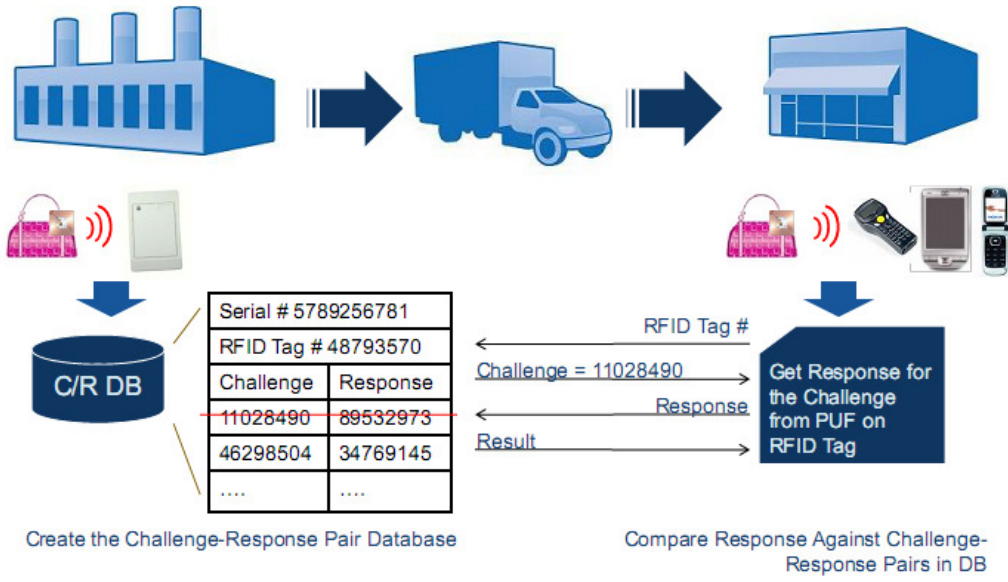 Serial # 5789256781
RFID Tag # 48793570
Challenge Response
11028490 89532973
46298504 34769145
.... ....
C/R DB
RFID Tag #
Challenge = 11028490
Response
Result
Get Response for
the Challenge
from PUF on
RFID Tag
Create the Challenge-Response Pair Database
Compare Response Against Challenge-
Response Pairs in DB